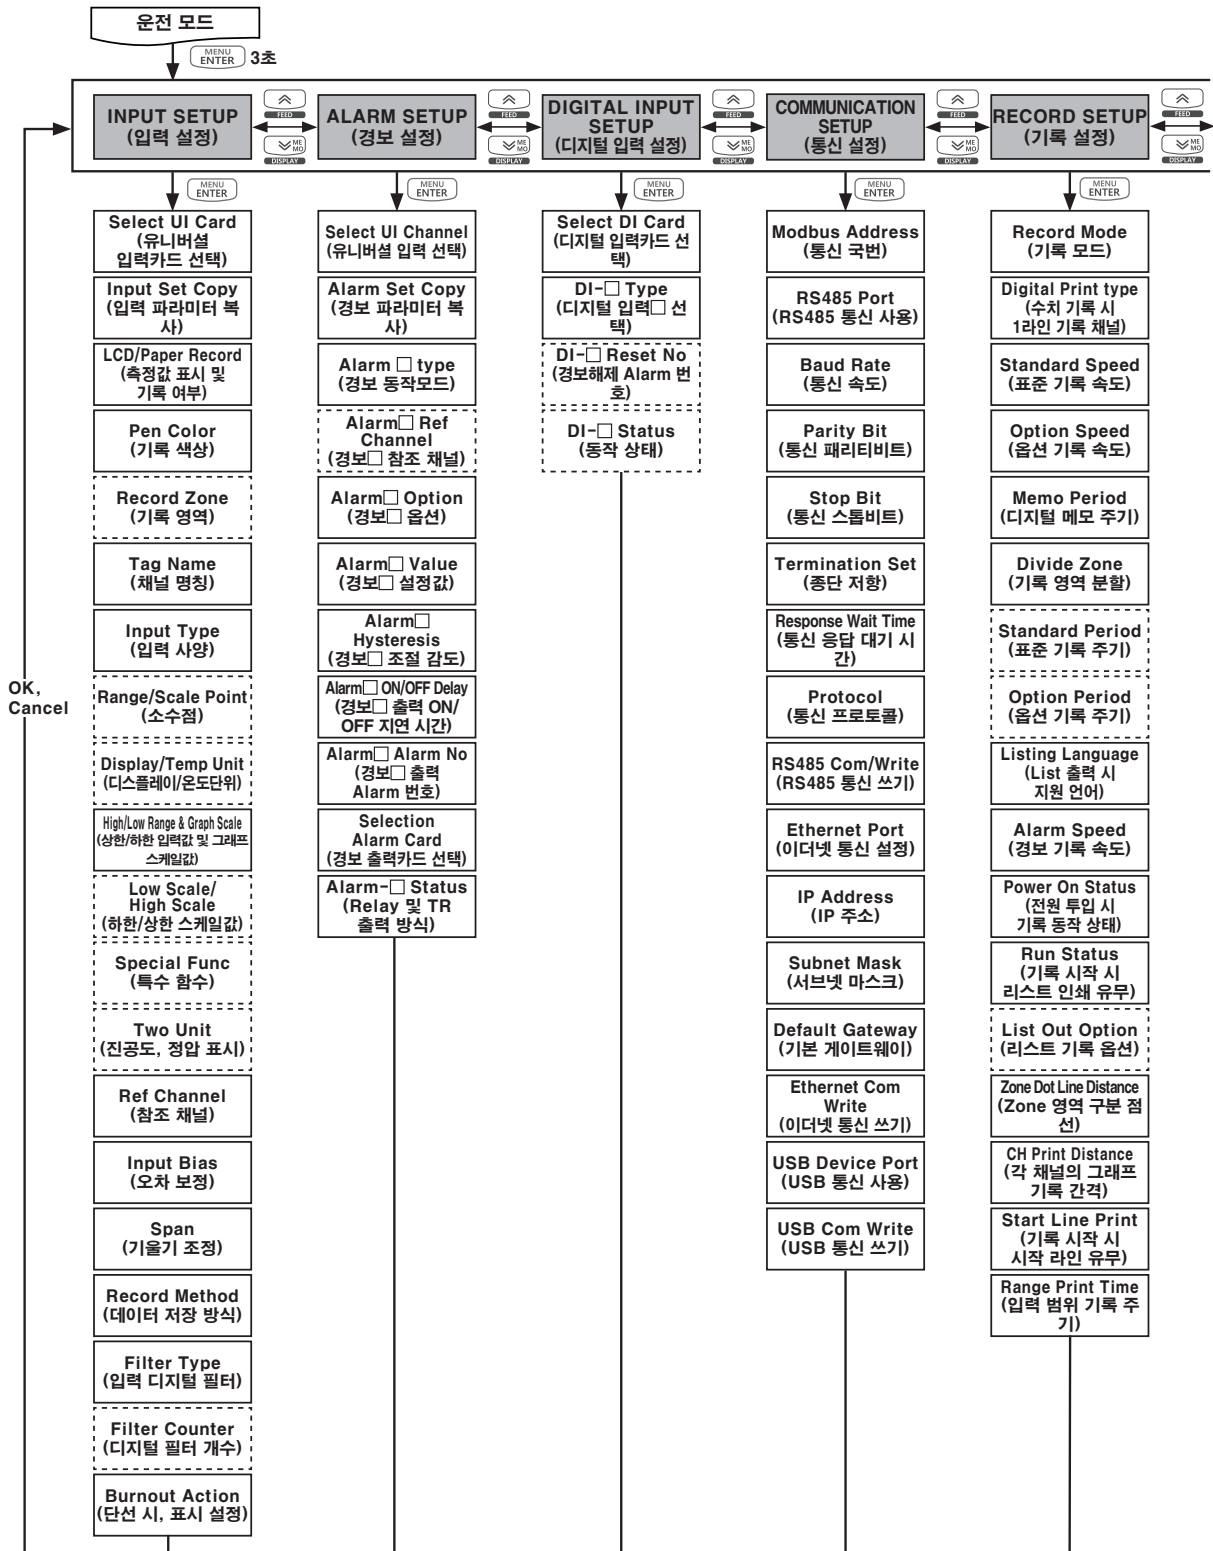 운전 모드
MENU
ENTER
3초
INPUT SETUP
(입력 설정)
FEED
ME
MO
DISPLAY
ALARM SETUP
(경보 설정)
FEED
ME
MO
DISPLAY
DIGITAL INPUT
SETUP
(디지털 입력 설정)
FEED
ME
MO
DISPLAY
COMMUNICATION
SETUP
(통신 설정)
FEED
ME
MO
DISPLAY
RECORD SETUP
(기록 설정)
FEED
ME
MO
DISPLAY
OK,
Cancel
MENU
ENTER
Select UI Card
(유니버셜
입력카드 선택)
Input Set Copy
(입력 파라미터 복
사)
LCD/Paper Record
(측정값 표시 및
기록 여부)
Pen Color
(기록 색상)
Record Zone
(기록 영역)
Tag Name
(채널 명칭)
Input Type
(입력 사양)
Range/Scale Point
(소수점)
Display/Temp Unit
(디스플레이/온도단위)
High/Low Range & Graph Scale
(상한/하한 입력값 및 그래프
스케일값)
Low Scale/
High Scale
(하한/상한 스케일값)
Special Func
(특수 함수)
Two Unit
(진공도, 정압 표시)
Ref Channel
(참조 채널)
Input Bias
(오차 보정)
Span
(기울기 조정)
Record Method
(데이터 저장 방식)
Filter Type
(입력 디지털 필터)
Filter Counter
(디지털 필터 개수)
Burnout Action
(단선 시, 표시 설정)
MENU
ENTER
Select UI Channel
(유니버셜 입력 선택)
Alarm Set Copy
(경보 파라미터 복
사)
Alarm □ type
(경보 동작모드)
Alarm□ Ref
Channel
(경보□ 참조 채널)
Alarm□ Option
(경보□ 옵션)
Alarm□ Value
(경보□ 설정값)
Alarm□
Hysteresis
(경보□ 조절 감도)
Alarm□ ON/OFF Delay
(경보□ 출력 ON/
OFF 지연 시간)
Alarm□ Alarm No
(경보□ 출력
Alarm 번호)
Selection
Alarm Card
(경보 출력카드 선택)
Alarm-□ Status
(Relay 및 TR
출력 방식)
MENU
ENTER
Select DI Card
(디지털 입력카드 선
택)
DI-□ Type
(디지털 입력□ 선
택)
DI-□ Reset No
(경보해제 Alarm 번
호)
DI-□ Status
(동작 상태)
MENU
ENTER
Modbus Address
(통신 국번)
RS485 Port
(RS485 통신 사용)
Baud Rate
(통신 속도)
Parity Bit
(통신 패리티비트)
Stop Bit
(통신 스톱비트)
Termination Set
(종단 저항)
Response Wait Time
(통신 응답 대기 시
간)
Protocol
(통신 프로토콜)
RS485 Com/Write
(RS485 통신 쓰기)
Ethernet Port
(이더넷 통신 설정)
IP Address
(IP 주소)
Subnet Mask
(서브넷 마스크)
Default Gateway
(기본 게이트웨이)
Ethernet Com
Write
(이더넷 통신 쓰기)
USB Device Port
(USB 통신 사용)
USB Com Write
(USB 통신 쓰기)
MENU
ENTER
Record Mode
(기록 모드)
Digital Print type
(수치 기록 시
1라인 기록 채널)
Standard Speed
(표준 기록 속도)
Option Speed
(옵션 기록 속도)
Memo Period
(디지털 메모 주기)
Divide Zone
(기록 영역 분할)
Standard Period
(표준 기록 주기)
Option Period
(옵션 기록 주기)
Listing Language
(List 출력 시
지원 언어)
Alarm Speed
(경보 기록 속도)
Power On Status
(전원 투입 시
기록 동작 상태)
Run Status
(기록 시작 시
리스트 인쇄 유무)
List Out Option
(리스트 기록 옵션)
Zone Dot Line Distance
(Zone 영역 구분 점
선)
CH Print Distance
(각 채널의 그래프
기록 간격)
Start Line Print
(기록 시작 시
시작 라인 유무)
Range Print Time
(입력 범위 기록 주
기)